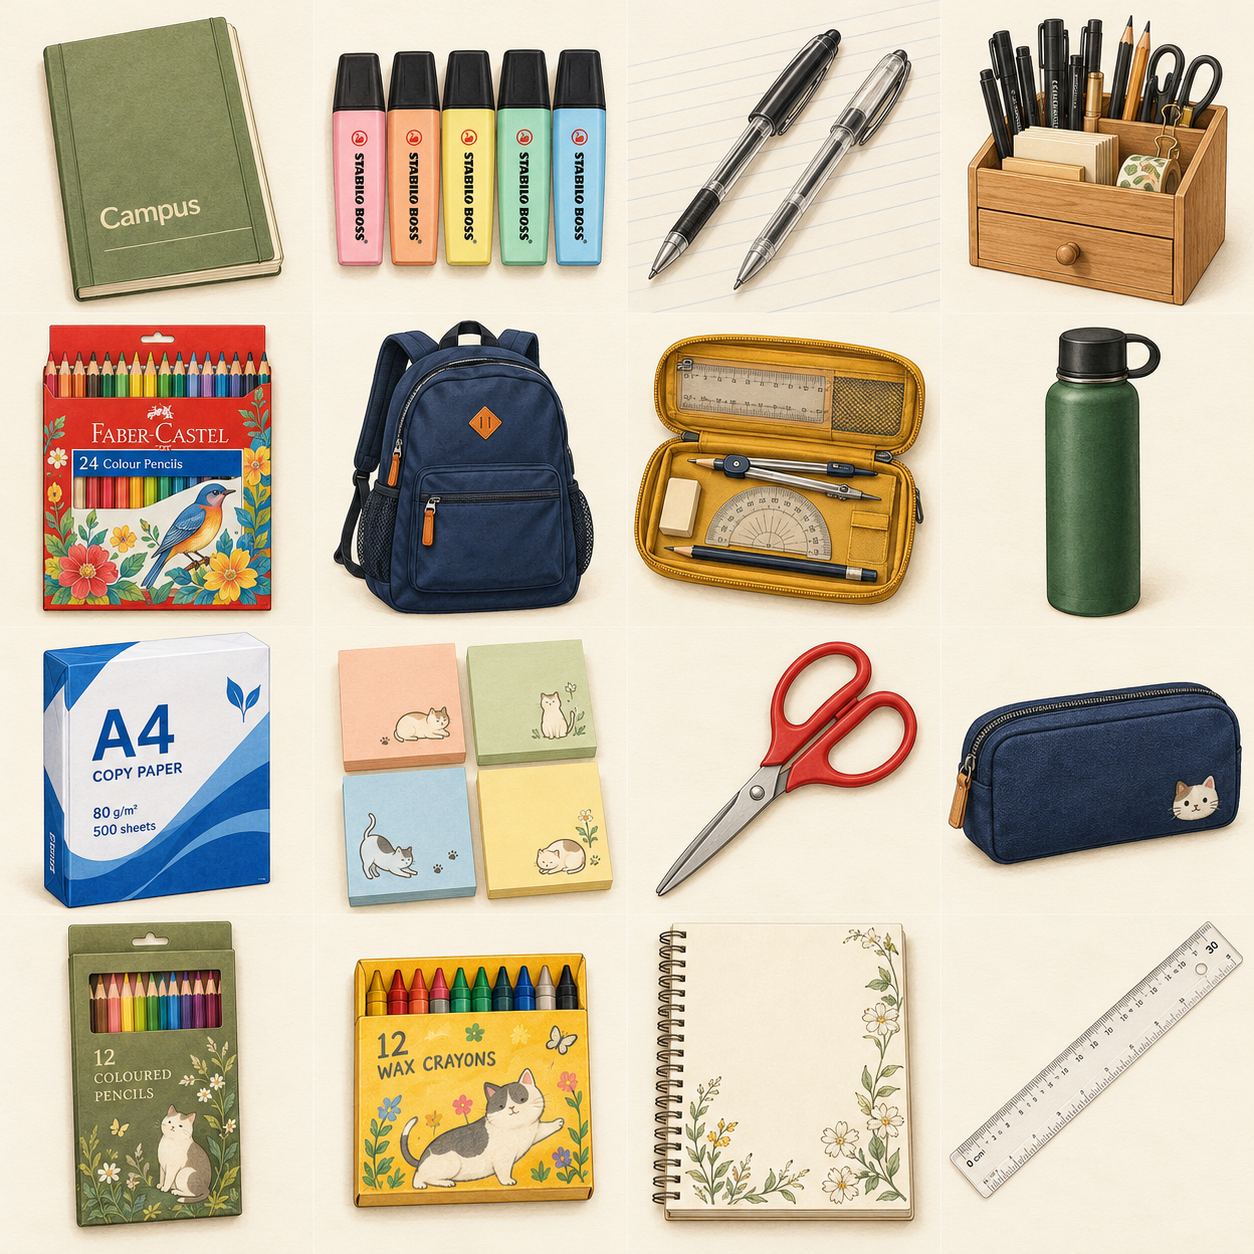 Campus
STABILO BOSS®
STABILO BOSS®
STABILO BOSS®
STABILO BOSS®
STABILO BOSS®
FABER-CASTEL
24 Colour Pencils
A4
COPY PAPER
80 g/m²
500 sheets
12
COLOURED
PENCILS
12
WAX CRAYONS
30
0 cm